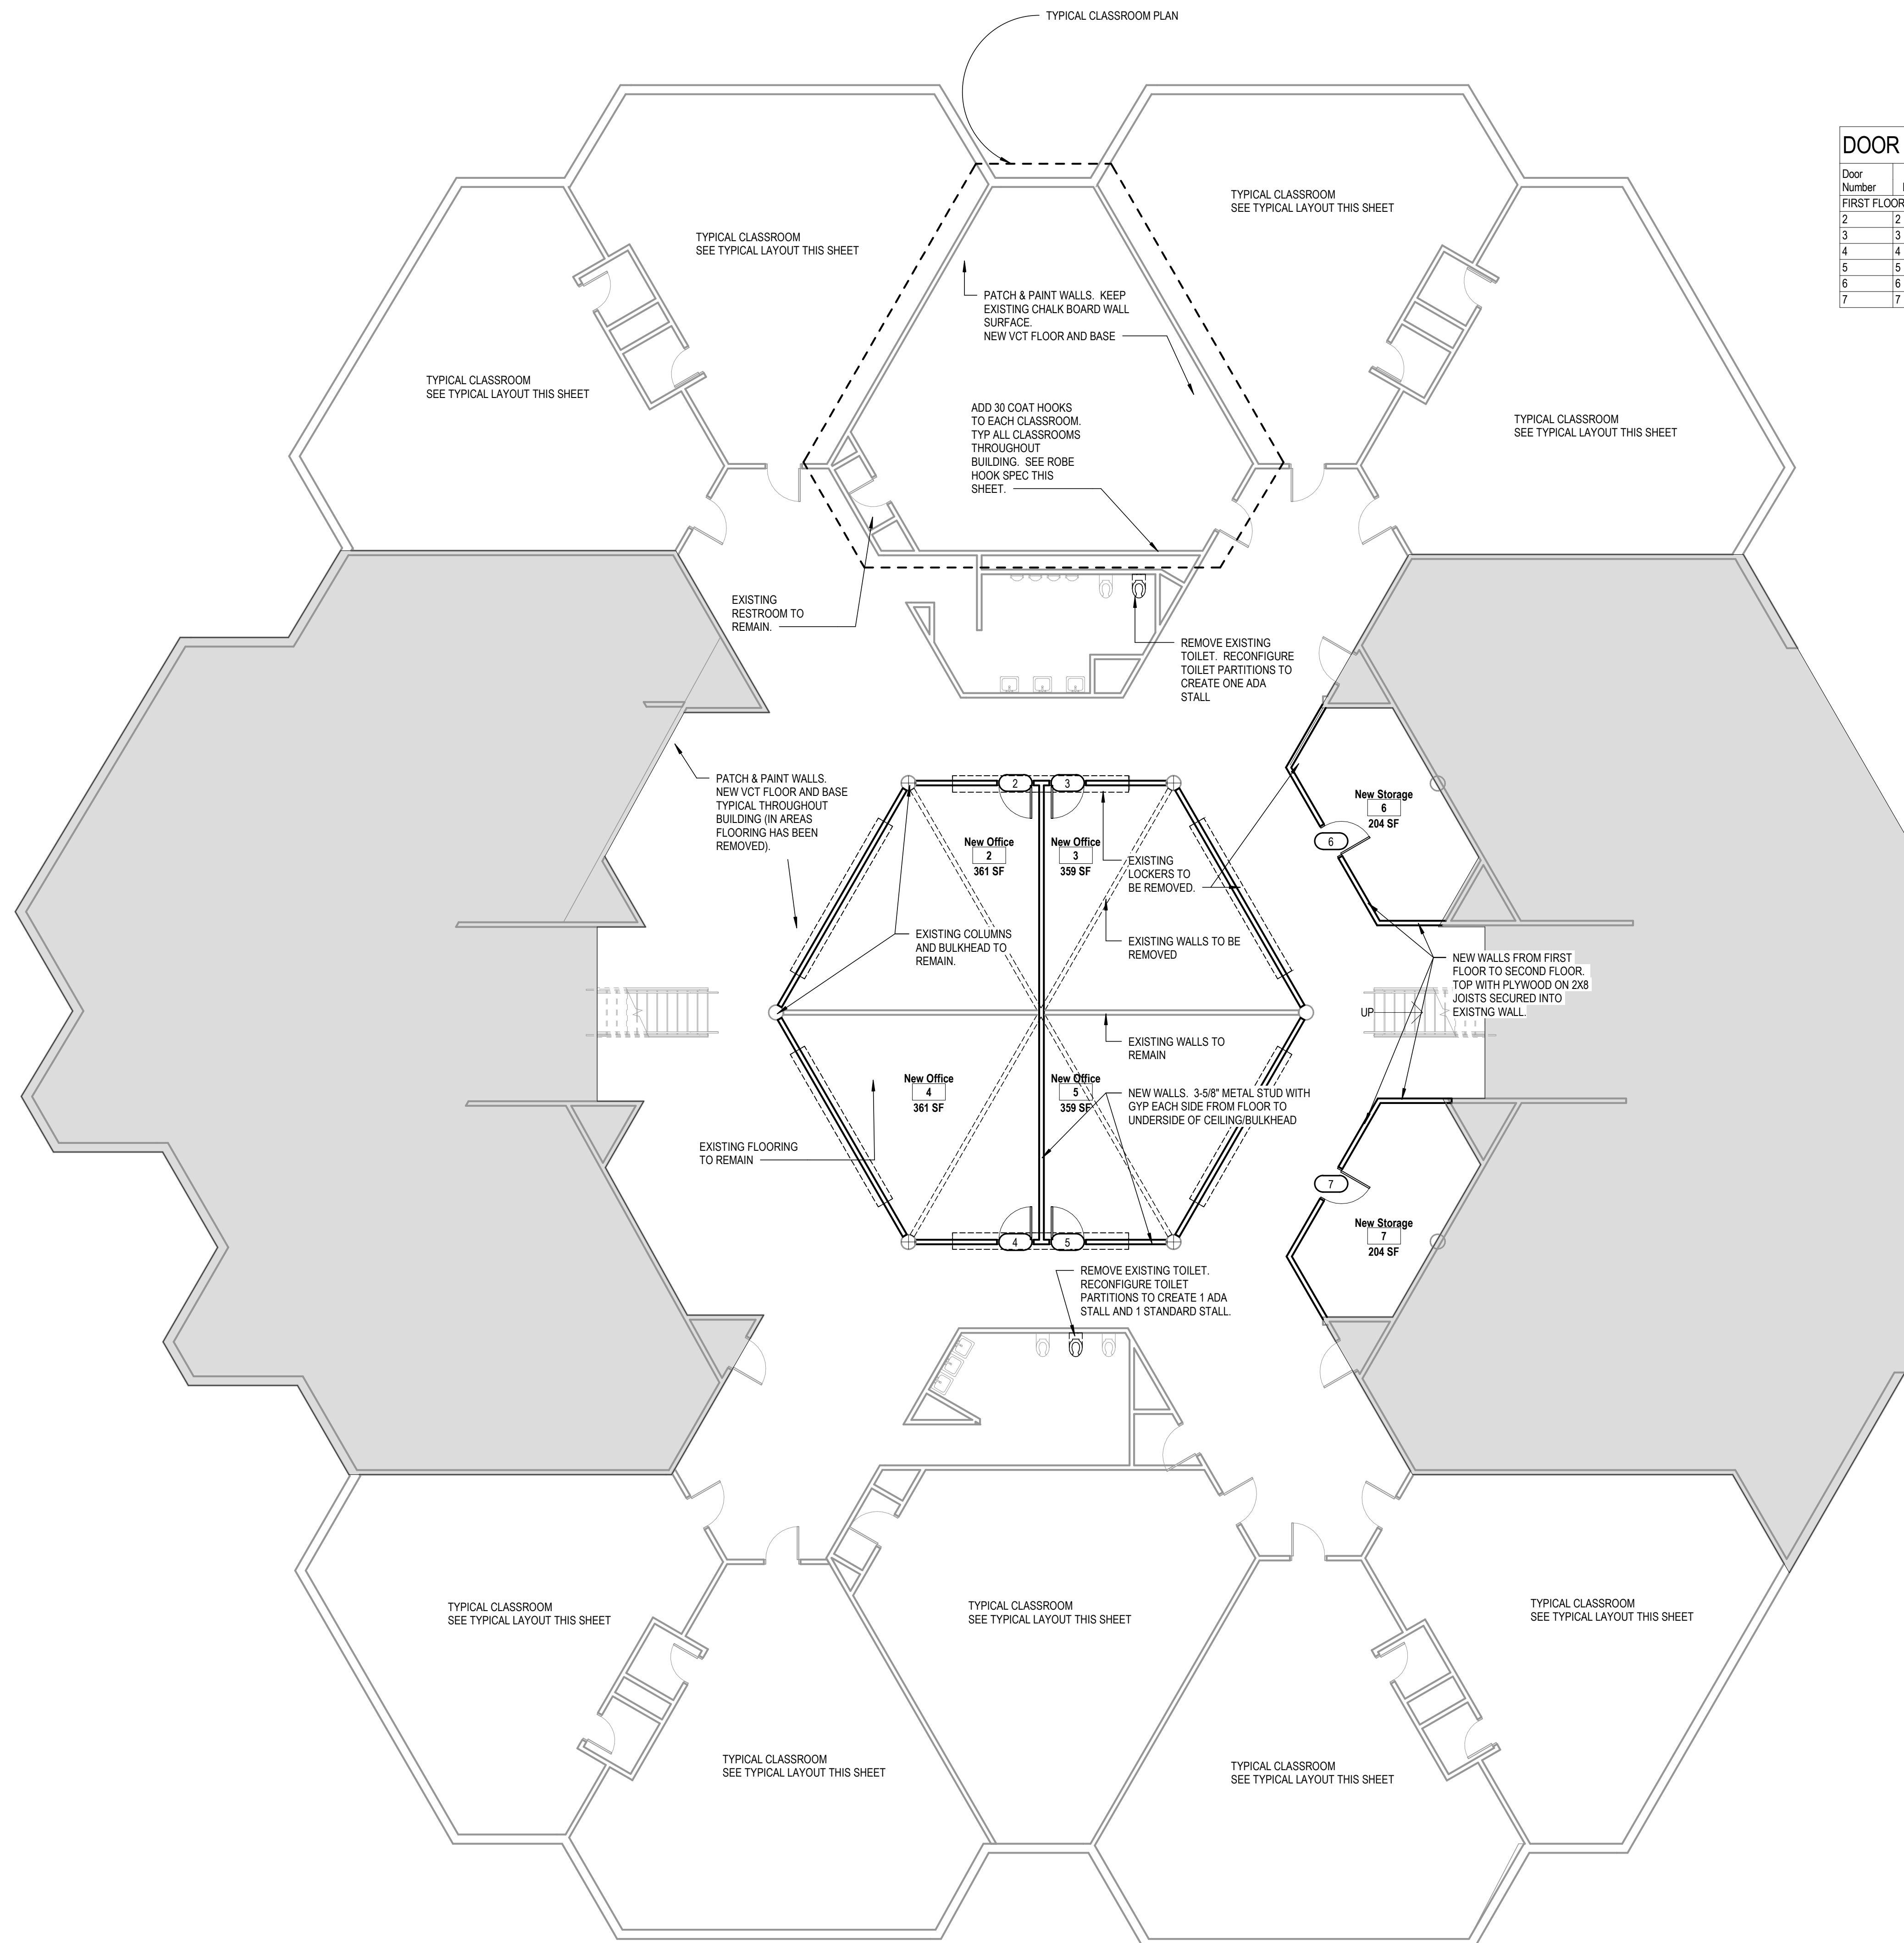 TYPICAL CLASSROOM PLAN
DOOR
Door
Number
FIRST FLOOR
2 2
3 3
4 4
5 5
6 6
7 7
TYPICAL CLASSROOM
SEE TYPICAL LAYOUT THIS SHEET
TYPICAL CLASSROOM
SEE TYPICAL LAYOUT THIS SHEET
PATCH & PAINT WALLS. KEEP
EXISTING CHALK BOARD WALL
SURFACE.
NEW VCT FLOOR AND BASE
TYPICAL CLASSROOM
SEE TYPICAL LAYOUT THIS SHEET
ADD 30 COAT HOOKS
TO EACH CLASSROOM.
TYP ALL CLASSROOMS
THROUGHOUT
BUILDING. SEE ROBE
HOOK SPEC THIS
SHEET.
TYPICAL CLASSROOM
SEE TYPICAL LAYOUT THIS SHEET
EXISTING
RESTROOM TO
REMAIN.
REMOVE EXISTING
TOILET. RECONFIGURE
TOILET PARTITIONS TO
CREATE ONE ADA
STALL
PATCH & PAINT WALLS.
NEW VCT FLOOR AND BASE
TYPICAL THROUGHOUT
BUILDING (IN AREAS
FLOORING HAS BEEN
REMOVED).
2
3
New Storage
6
204 SF
6
New Office
2
361 SF
New Office
3
359 SF
EXISTING
LOCKERS TO
BE REMOVED.
EXISTING COLUMNS
AND BULKHEAD TO
REMAIN.
EXISTING WALLS TO BE
REMOVED
NEW WALLS FROM FIRST
FLOOR TO SECOND FLOOR.
TOP WITH PLYWOOD ON 2X8
JOISTS SECURED INTO
EXISTNG WALL.
UP
EXISTING WALLS TO
REMAIN
New Office
4
361 SF
New Office
5
359 SF
NEW WALLS. 3-5/8" METAL STUD WITH
GYP EACH SIDE FROM FLOOR TO
UNDERSIDE OF CEILING/BULKHEAD
EXISTING FLOORING
TO REMAIN
7
New Storage
7
204 SF
4
5
REMOVE EXISTING TOILET.
RECONFIGURE TOILET
PARTITIONS TO CREATE 1 ADA
STALL AND 1 STANDARD STALL.
TYPICAL CLASSROOM
SEE TYPICAL LAYOUT THIS SHEET
TYPICAL CLASSROOM
SEE TYPICAL LAYOUT THIS SHEET
TYPICAL CLASSROOM
SEE TYPICAL LAYOUT THIS SHEET
TYPICAL CLASSROOM
SEE TYPICAL LAYOUT THIS SHEET
TYPICAL CLASSROOM
SEE TYPICAL LAYOUT THIS SHEET